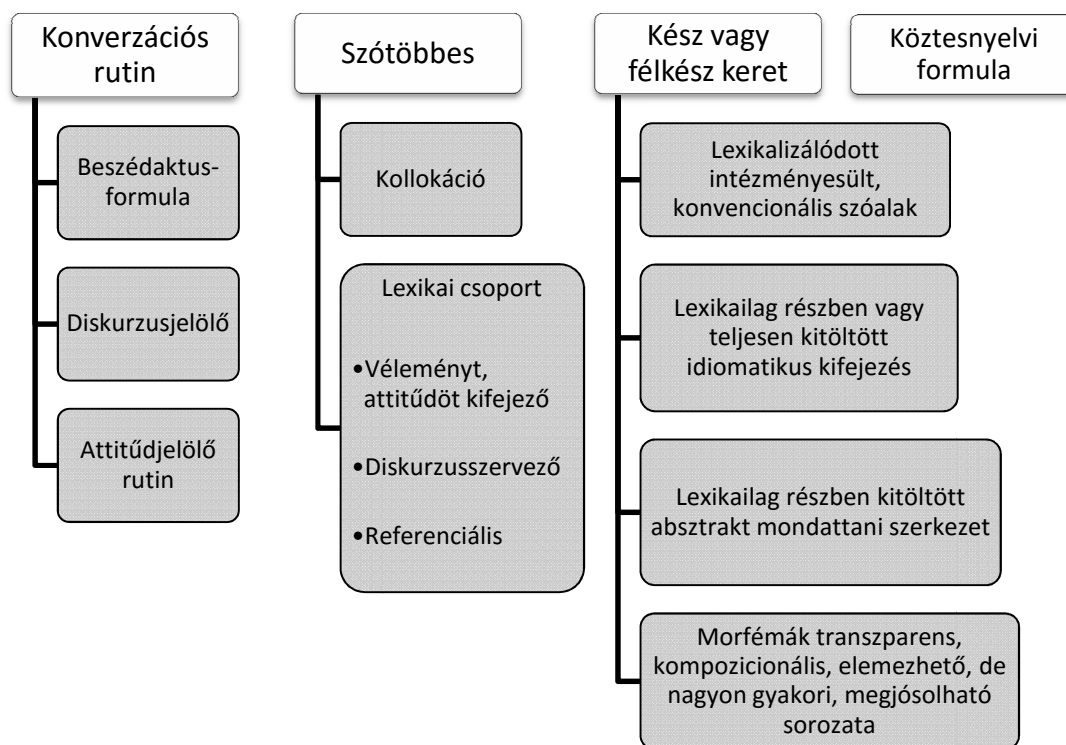 Konverzációs
rutin
Beszédaktus-
formula
Diskurzusjelölő
Attitűdjelölő
rutin
Szótöbbes
Kollokáció
Lexikai csoport
•Véleményt,
attitűdöt kifejező
•Diskurzusszervező
•Referenciális
Kész vagy
félkész keret
Lexikalizálódott
intézményesült,
konvencionális szóalak
Lexikailag részben vagy
teljesen kitöltött
idiomatikus kifejezés
Lexikailag részben kitöltött
absztrakt mondattani szerkezet
Morfémák transzparens,
kompozicionális, elemezhető, de
nagyon gyakori, megjósolható
sorozata
Köztesnyelvi
formula